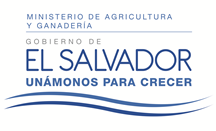 MINISTERIO DE AGRICULTURA
Y GANADERÍA
GOBIERNO DE
EL SALVADOR
UNÁMONOS PARA CRECER